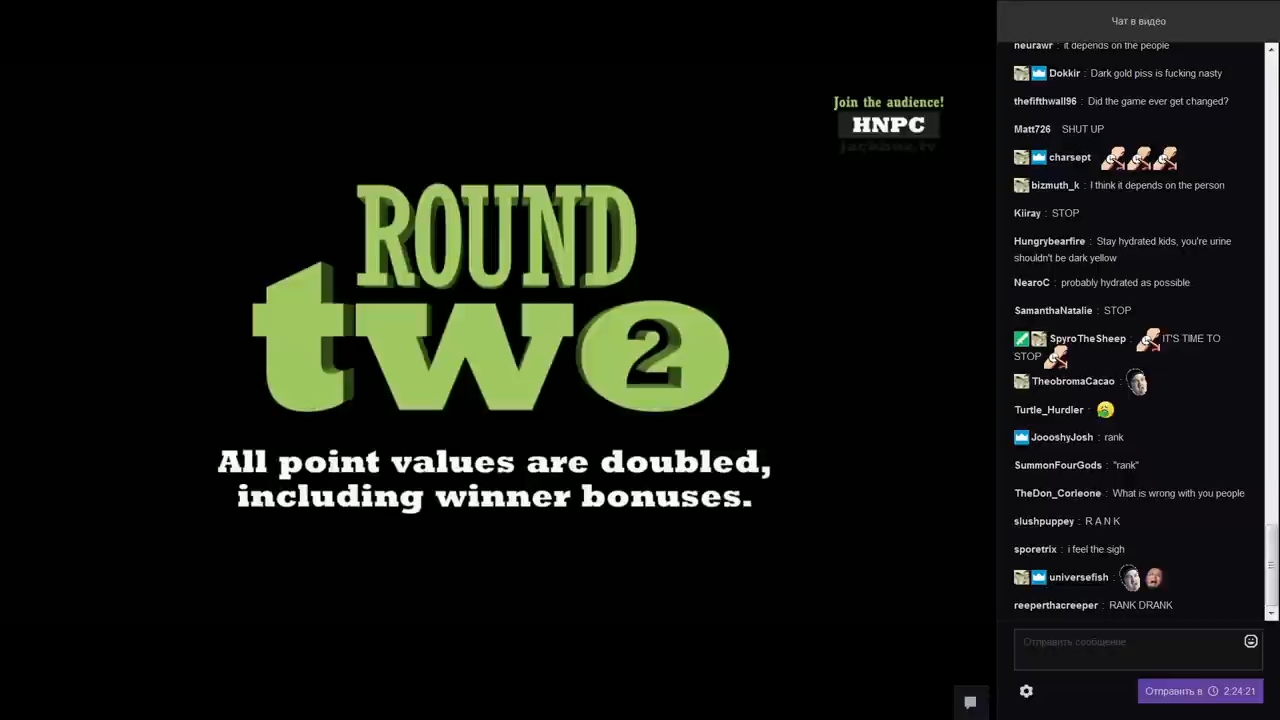 Join the audience!
HNPC
jackbox.tv
ROUND
two
2
All point values are doubled,
including winner bonuses.
Чат в видео
neurawr : it depends on the people
Dokkir : Dark gold piss is fucking nasty
thefifthwall96 : Did the game ever get changed?
Matt726 SHUT UP
charsept
bizmuth_k : I think it depends on the person
Kiiray : STOP
Hungrybearfire : Stay hydrated kids, you're urine
shouldn't be dark yellow
NearoC : probably hydrated as possible
SamanthaNatalie : STOP
SpyroTheSheep : IT'S TIME TO
STOP
TheobromaCacao :
Turtle_Hurdler :
JoooshyJosh : rank
SummonFourGods : "rank"
TheDon_Corleone : What is wrong with you people
slushpuppey : R A N K
sporetrix : i feel the sigh
universefish :
reeperthacreeper : RANK DRANK
Отправить сообщение
Отправить в 2:24:21